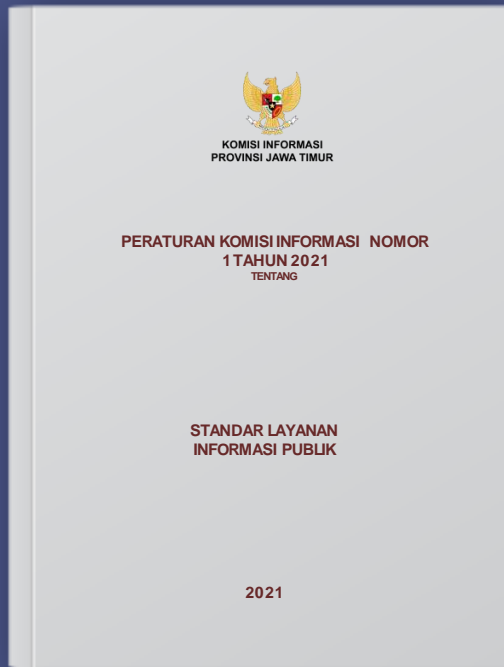 KOMISI INFORMASI
PROVINSI JAWA TIMUR
PERATURAN KOMISI INFORMASI NOMOR
1 TAHUN 2021
TENTANG
STANDAR LAYANAN
INFORMASI PUBLIK
2021